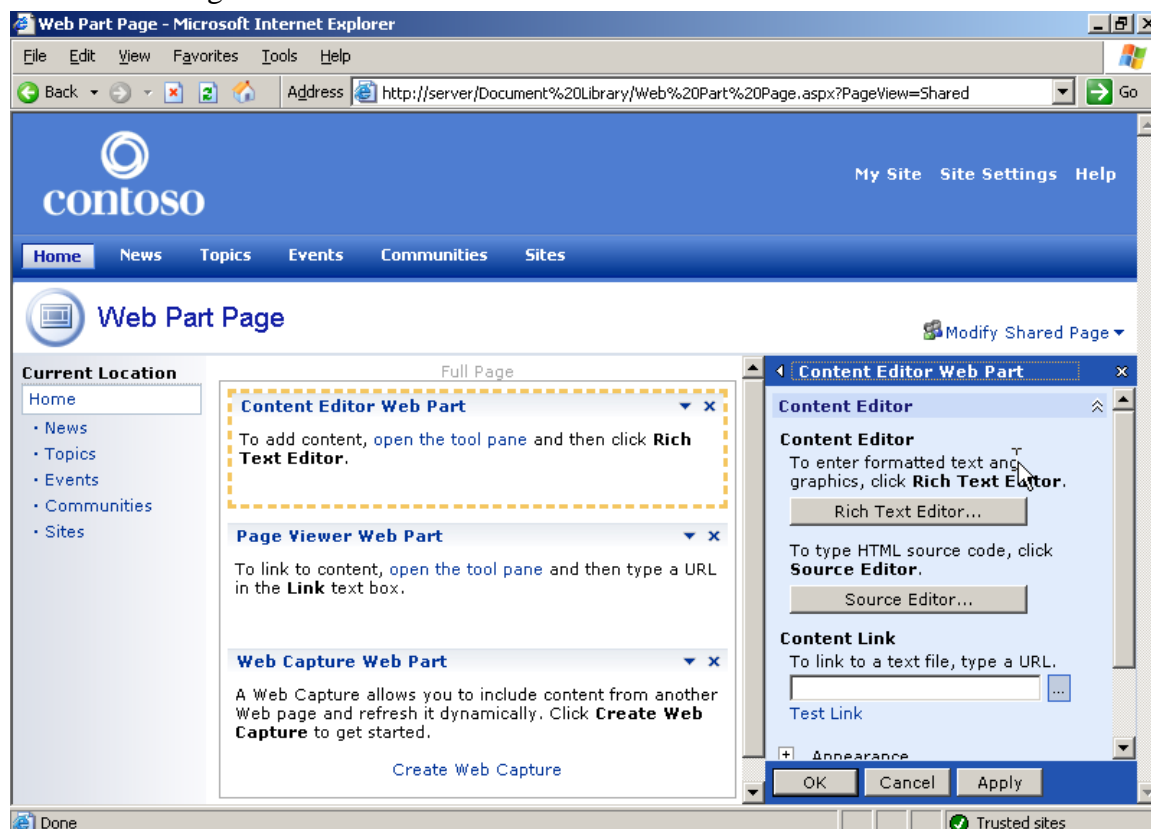 Web Part Page - Microsoft Internet Explorer
File Edit View Favorites Tools Help
Back Address http://server/Document%20Library/Web%20Part%20Page.aspx?PageView=Shared Go
contoso
My Site Site Settings Help
Home News Topics Events Communities Sites
Web Part Page
Modify Shared Page
Current Location
Home
· News
· Topics
· Events
· Communities
· Sites
Full Page
Content Editor Web Part
To add content, open the tool pane and then click Rich
Text Editor.
Page Viewer Web Part
To link to content, open the tool pane and then type a URL
in the Link text box.
Web Capture Web Part
A Web Capture allows you to include content from another
Web page and refresh it dynamically. Click Create Web
Capture to get started.
Create Web Capture
Content Editor Web Part
Content Editor
Content Editor
To enter formatted text and
graphics, click Rich Text Editor.
Rich Text Editor...
To type HTML source code, click
Source Editor.
Source Editor...
Content Link
To link to a text file, type a URL.
...
Test Link
+ Appearance
OK Cancel Apply
Done Trusted sites